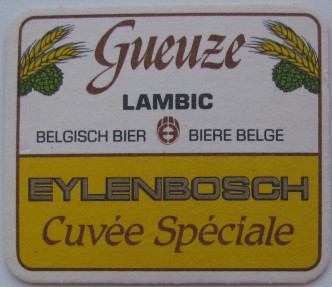 Gueuze
LAMBIC
BELGISCH BIER BIERE BELGE
EYLENBOSCH
Cuvée Spéciale